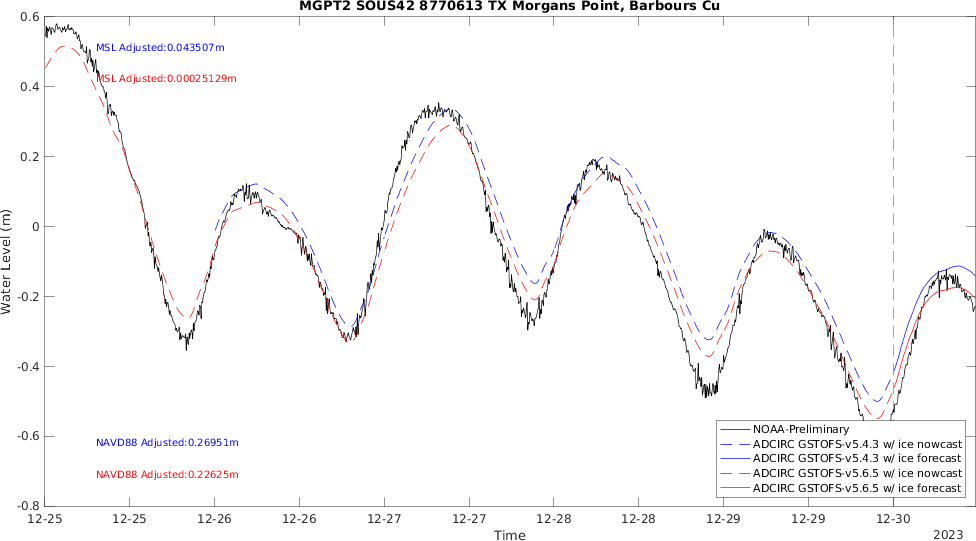 MGPT2 SOUS42 8770613 TX Morgans Point, Barbours Cu
0.6
MSL Adjusted:0.043507m
MSL Adjusted:0.00025129m
0.4
0.2
0
Water Level (m)
-0.2
-0.4
-0.6
-0.8
NAVD88 Adjusted:0.26951m
NAVD88 Adjusted:0.22625m
NOAA-Preliminary
ADCIRC GSTOFS-v5.4.3 w/ ice nowcast
ADCIRC GSTOFS-v5.4.3 w/ ice forecast
ADCIRC GSTOFS-v5.6.5 w/ ice nowcast
ADCIRC GSTOFS-v5.6.5 w/ ice forecast
12-25 12-25 12-26 12-26 12-27 12-27 12-28 12-28 12-29 12-29 12-30
Time
2023